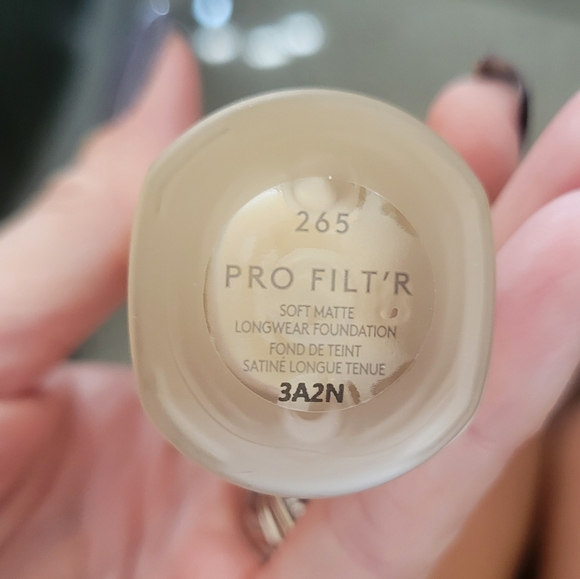 265
PRO FILT'R
SOFT MATTE
LONGWEAR FOUNDATION
FOND DE TEINT
SATINÉ LONGUE TENUE
3A2N